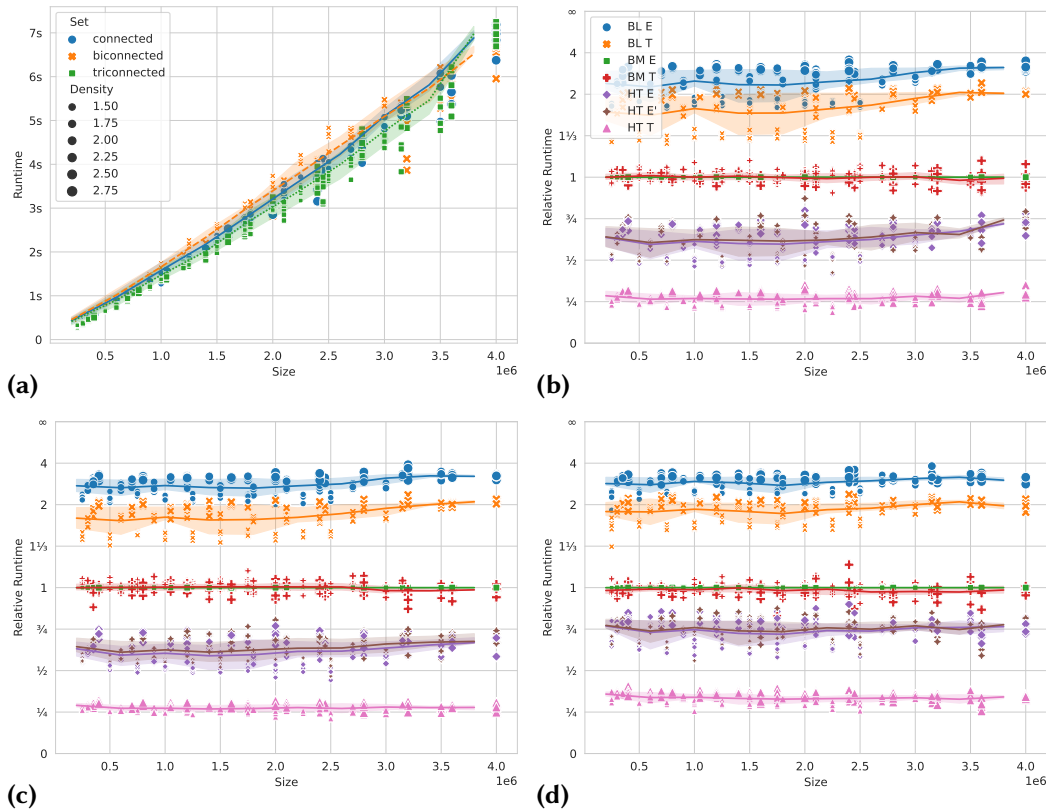 7s
6s
5s
4s
3s
2s
1s
0
Runtime
Set
connected
biconnected
triconnected
Density
1.50
1.75
2.00
2.25
2.50
2.75
0.5 1.0 1.5 2.0 2.5 3.0 3.5 4.0
1e6
Size
(a)
∞
4
2
1⅓
1
¾
½
¼
0
Relative Runtime
BL E
BL T
BM E
BM T
HT E
HT E'
HT T
0.5 1.0 1.5 2.0 2.5 3.0 3.5 4.0
1e6
Size
(b)
∞
4
2
1⅓
1
¾
½
¼
0
Relative Runtime
0.5 1.0 1.5 2.0 2.5 3.0 3.5 4.0
1e6
Size
(c)
∞
4
2
1⅓
1
¾
½
¼
0
Relative Runtime
0.5 1.0 1.5 2.0 2.5 3.0 3.5 4.0
1e6
Size
(d)